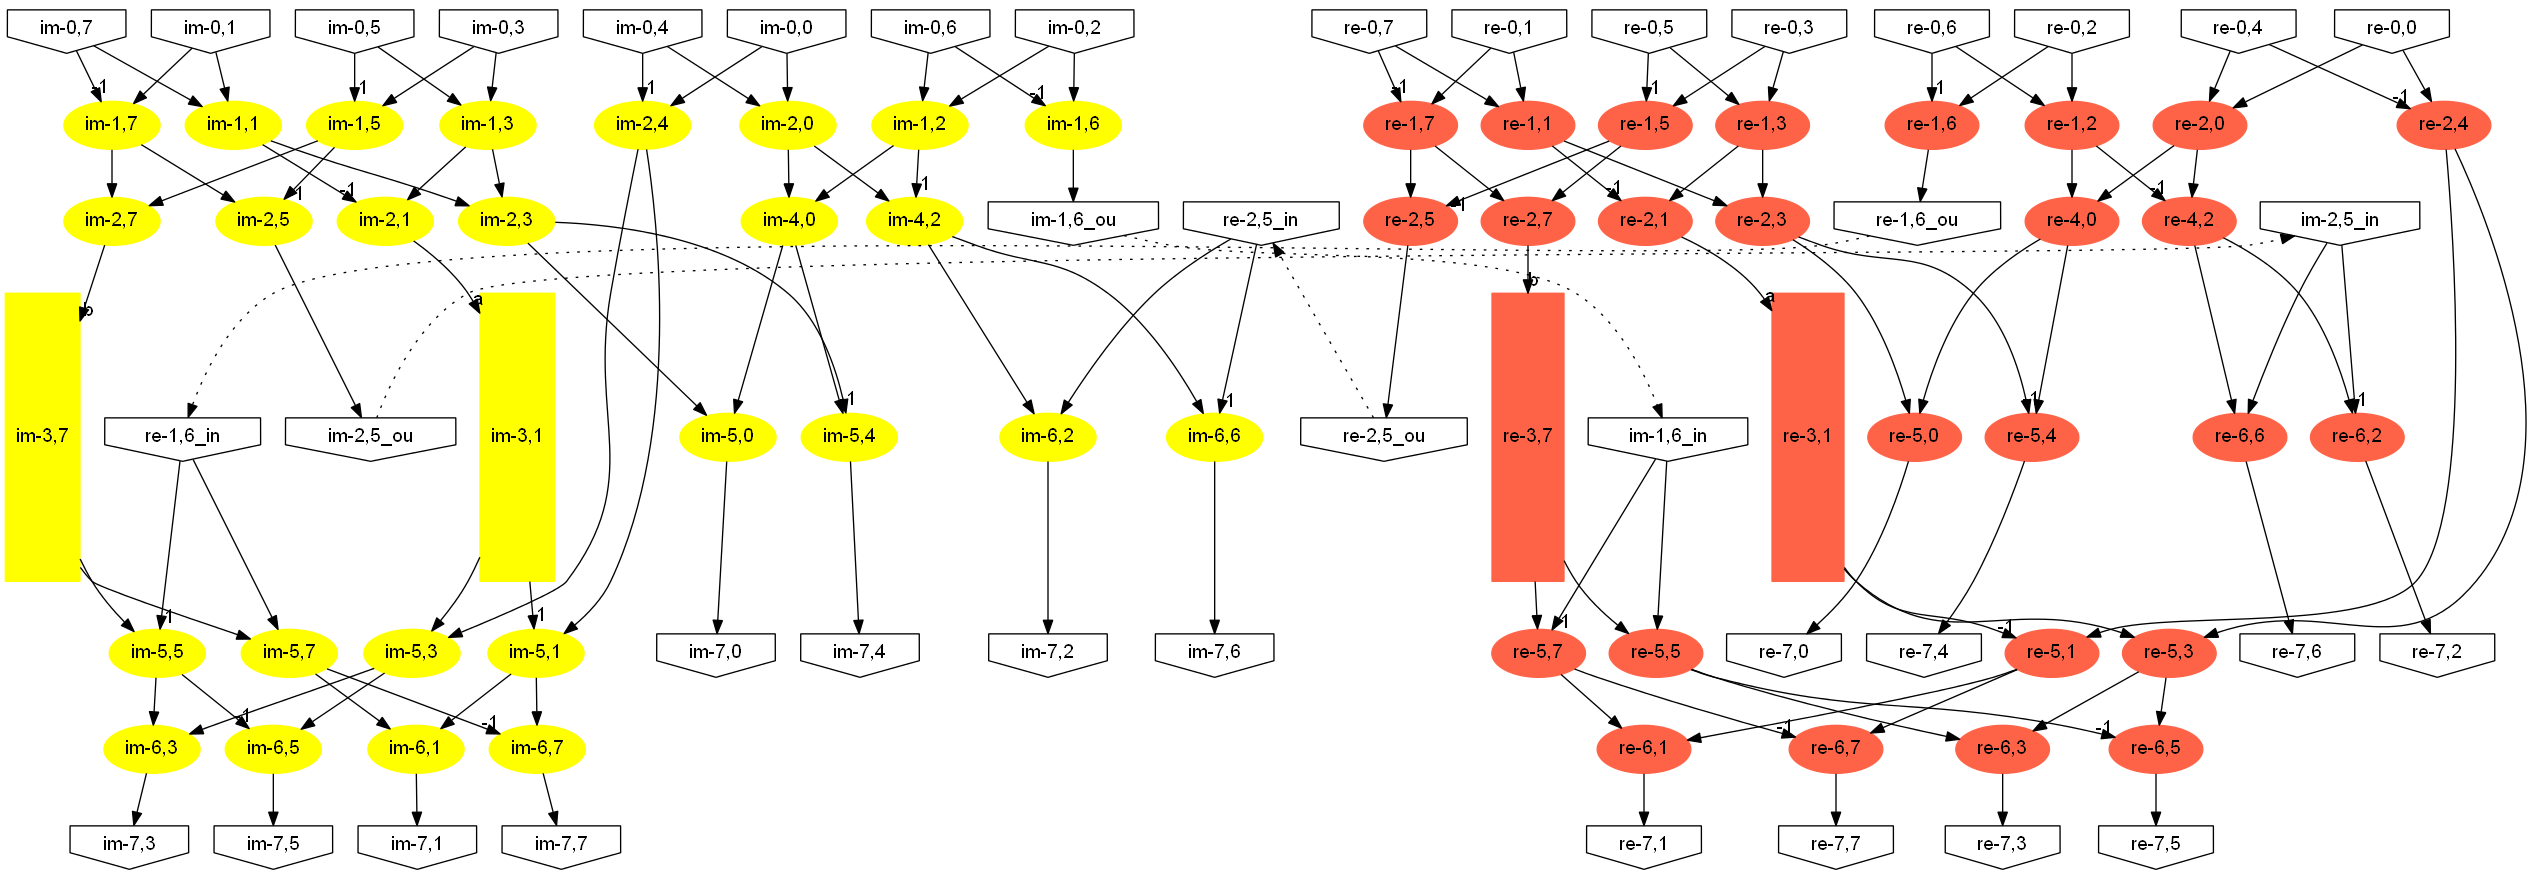 im-0,7 im-0,1 im-0,5 im-0,3 im-0,4 im-0,0 im-0,6 im-0,2 re-0,7 re-0,1 re-0,5 re-0,3 re-0,6 re-0,2 re-0,4 re-0,0
-1 -1 -1 -1 -1 -1 -1 -1
im-1,7 im-1,1 im-1,5 im-1,3 im-2,4 im-2,0 im-1,2 im-1,6 re-1,7 re-1,1 re-1,5 re-1,3 re-1,6 re-1,2 re-2,0 re-2,4
-1 -1 -1 -1 -1 -1
im-2,7 im-2,5 im-2,1 im-2,3 im-4,0 im-4,2 im-1,6_ou re-2,5_in re-2,5 re-2,7 re-2,1 re-2,3 re-1,6_ou re-4,0 re-4,2 im-2,5_in
b a b a
-1 -1 -1 -1
im-3,7 re-1,6_in im-2,5_ou im-3,1 im-5,0 im-5,4 im-6,2 im-6,6 re-2,5_ou re-3,7 im-1,6_in re-3,1 re-5,0 re-5,4 re-6,6 re-6,2
-1 -1 -1 -1
im-5,5 im-5,7 im-5,3 im-5,1 im-7,0 im-7,4 im-7,2 im-7,6 re-5,7 re-5,5 re-7,0 re-7,4 re-5,1 re-5,3 re-7,6 re-7,2
-1 -1 -1 -1
im-6,3 im-6,5 im-6,1 im-6,7 re-6,1 re-6,7 re-6,3 re-6,5
im-7,3 im-7,5 im-7,1 im-7,7 re-7,1 re-7,7 re-7,3 re-7,5